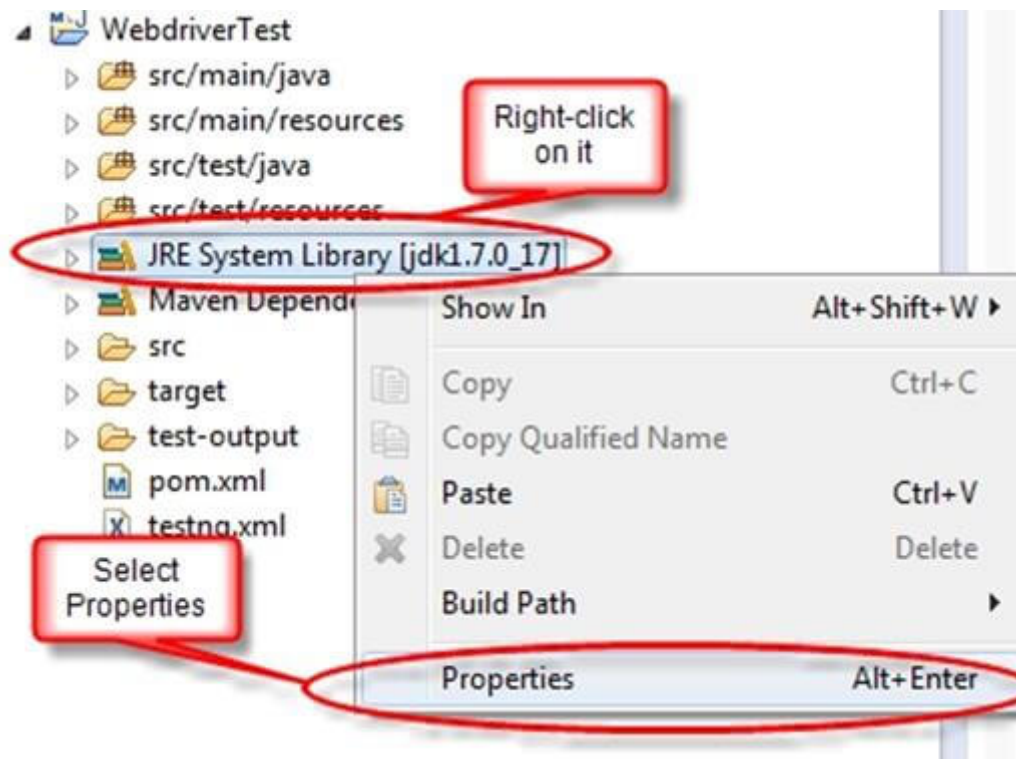 WebdriverTest
src/main/java
src/main/resources
src/test/java
src/test/resources
JRE System Library [jdk1.7.0_17]
Maven Depende
src
target
test-output
pom.xml
testng.xml
Right-click
on it
Show In Alt+Shift+W
Copy Ctrl+C
Copy Qualified Name
Paste Ctrl+V
Delete Delete
Build Path
Properties Alt+Enter
Select
Properties